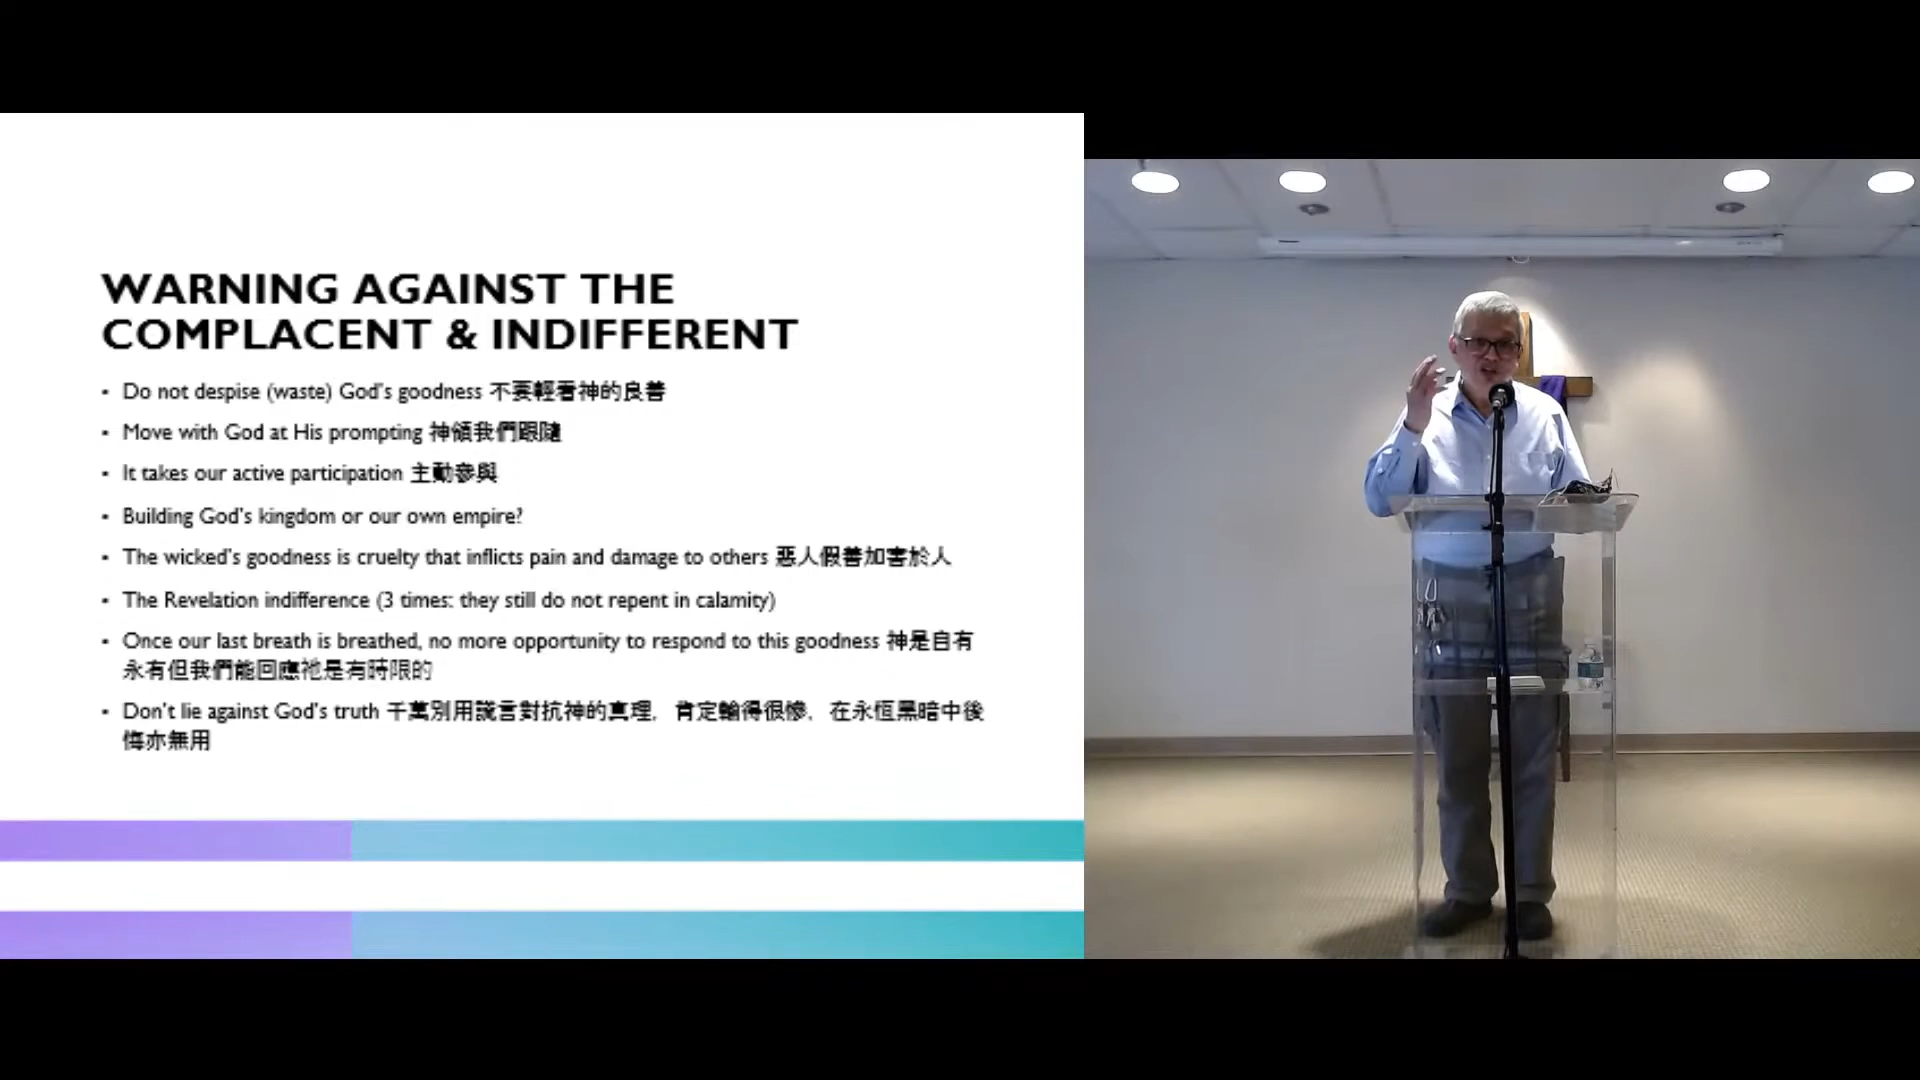 WARNING AGAINST THE
COMPLACENT & INDIFFERENT
• Do not despise (waste) God's goodness 不要輕看神的良善
• Move with God at His prompting 神領我們跟隨
• It takes our active participation 主動參與
• Building God's kingdom or our own empire?
• The wicked's goodness is cruelty that inflicts pain and damage to others 惡人假善加害於人
• The Revelation indifference (3 times: they still do not repent in calamity)
• Once our last breath is breathed, no more opportunity to respond to this goodness 神是自有
永有但我們能回應祂是有時限的
• Don't lie against God's truth 千萬別用謊言對抗神的真理，肯定輸得很慘，在永恆黑暗中後
悔亦無用